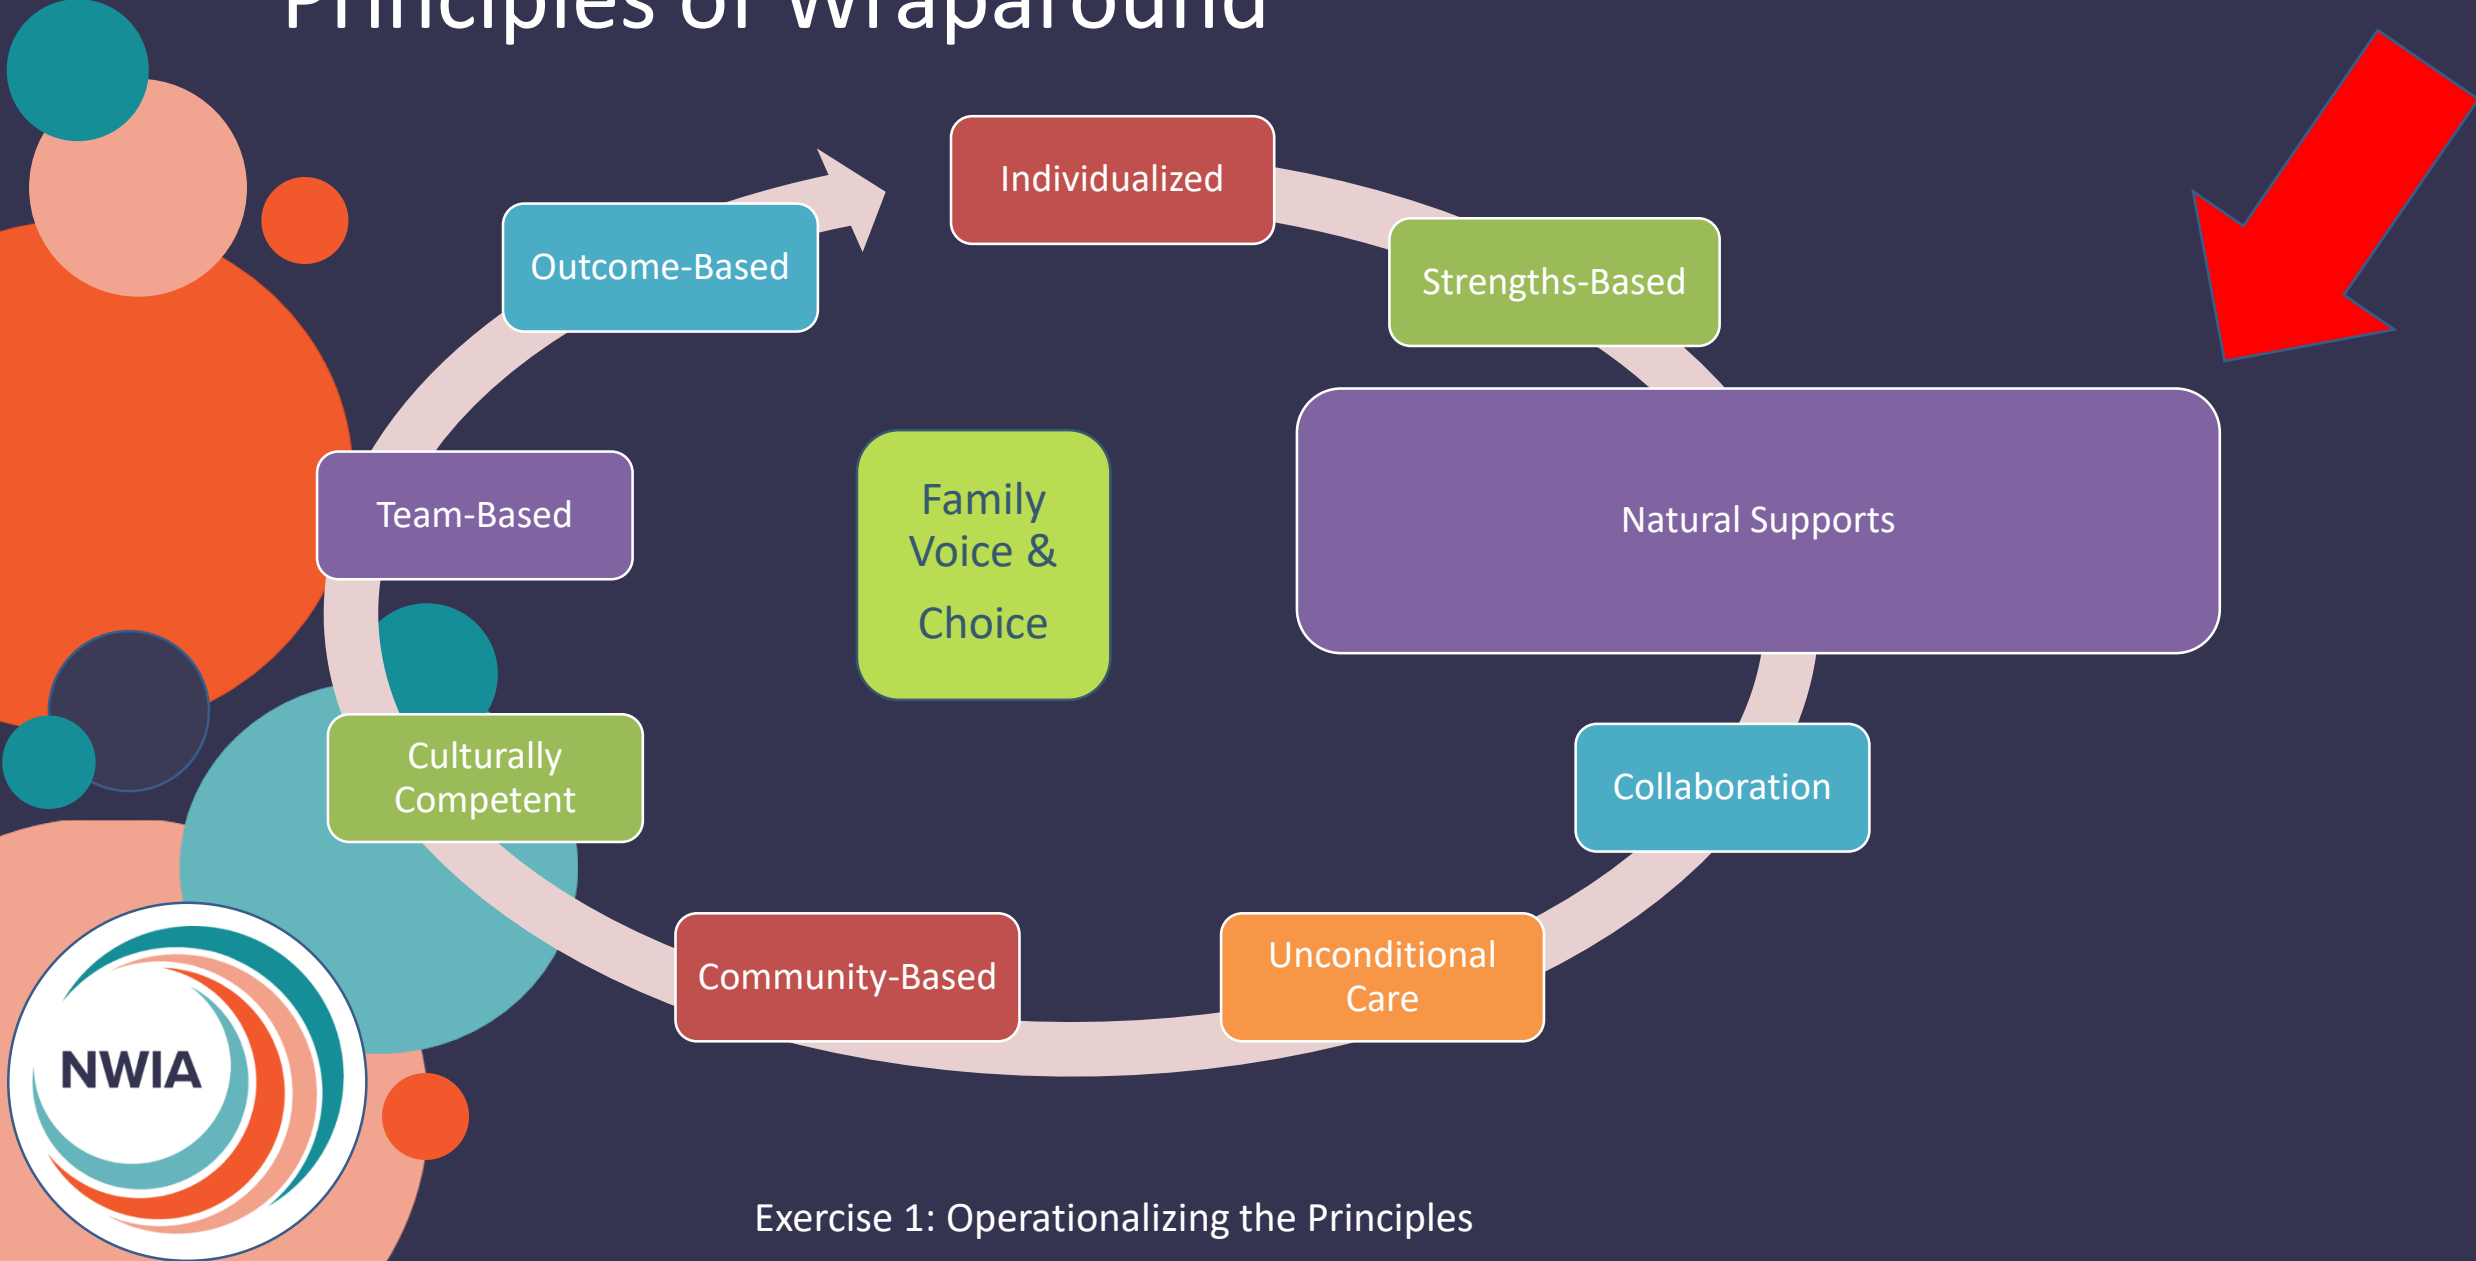 Principles of Wraparound
Individualized
Strengths-Based
Natural Supports
Collaboration
Unconditional
Care
Community-Based
Culturally
Competent
Team-Based
Outcome-Based
Family
Voice &
Choice
NWIA
Exercise 1: Operationalizing the Principles